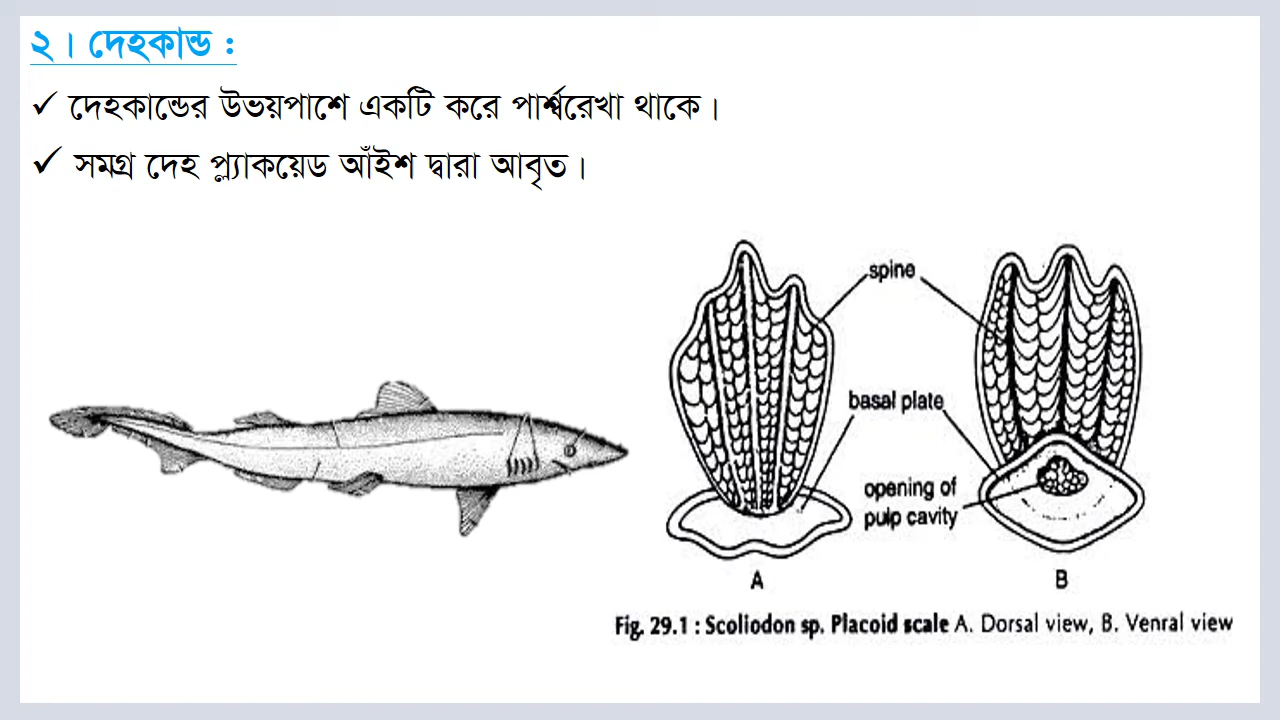 ২। দেহকান্ড :
✓ দেহকান্ডের উভয়পাশে একটি করে পার্শ্বরেখা থাকে।
✓ সমগ্র দেহ প্ল্যাকয়েড আঁইশ দ্বারা আবৃত।
spine
basal plate
opening of
pulp cavity
A
B
Fig. 29.1 : Scoliodon sp. Placoid scale A. Dorsal view, B. Venral view